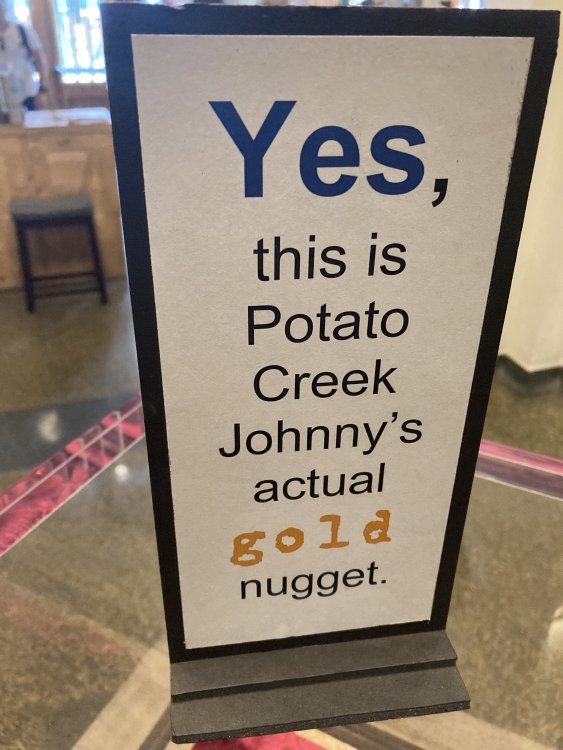 Yes,
this is
Potato
Creek
Johnny’s
actual
gold
nugget.